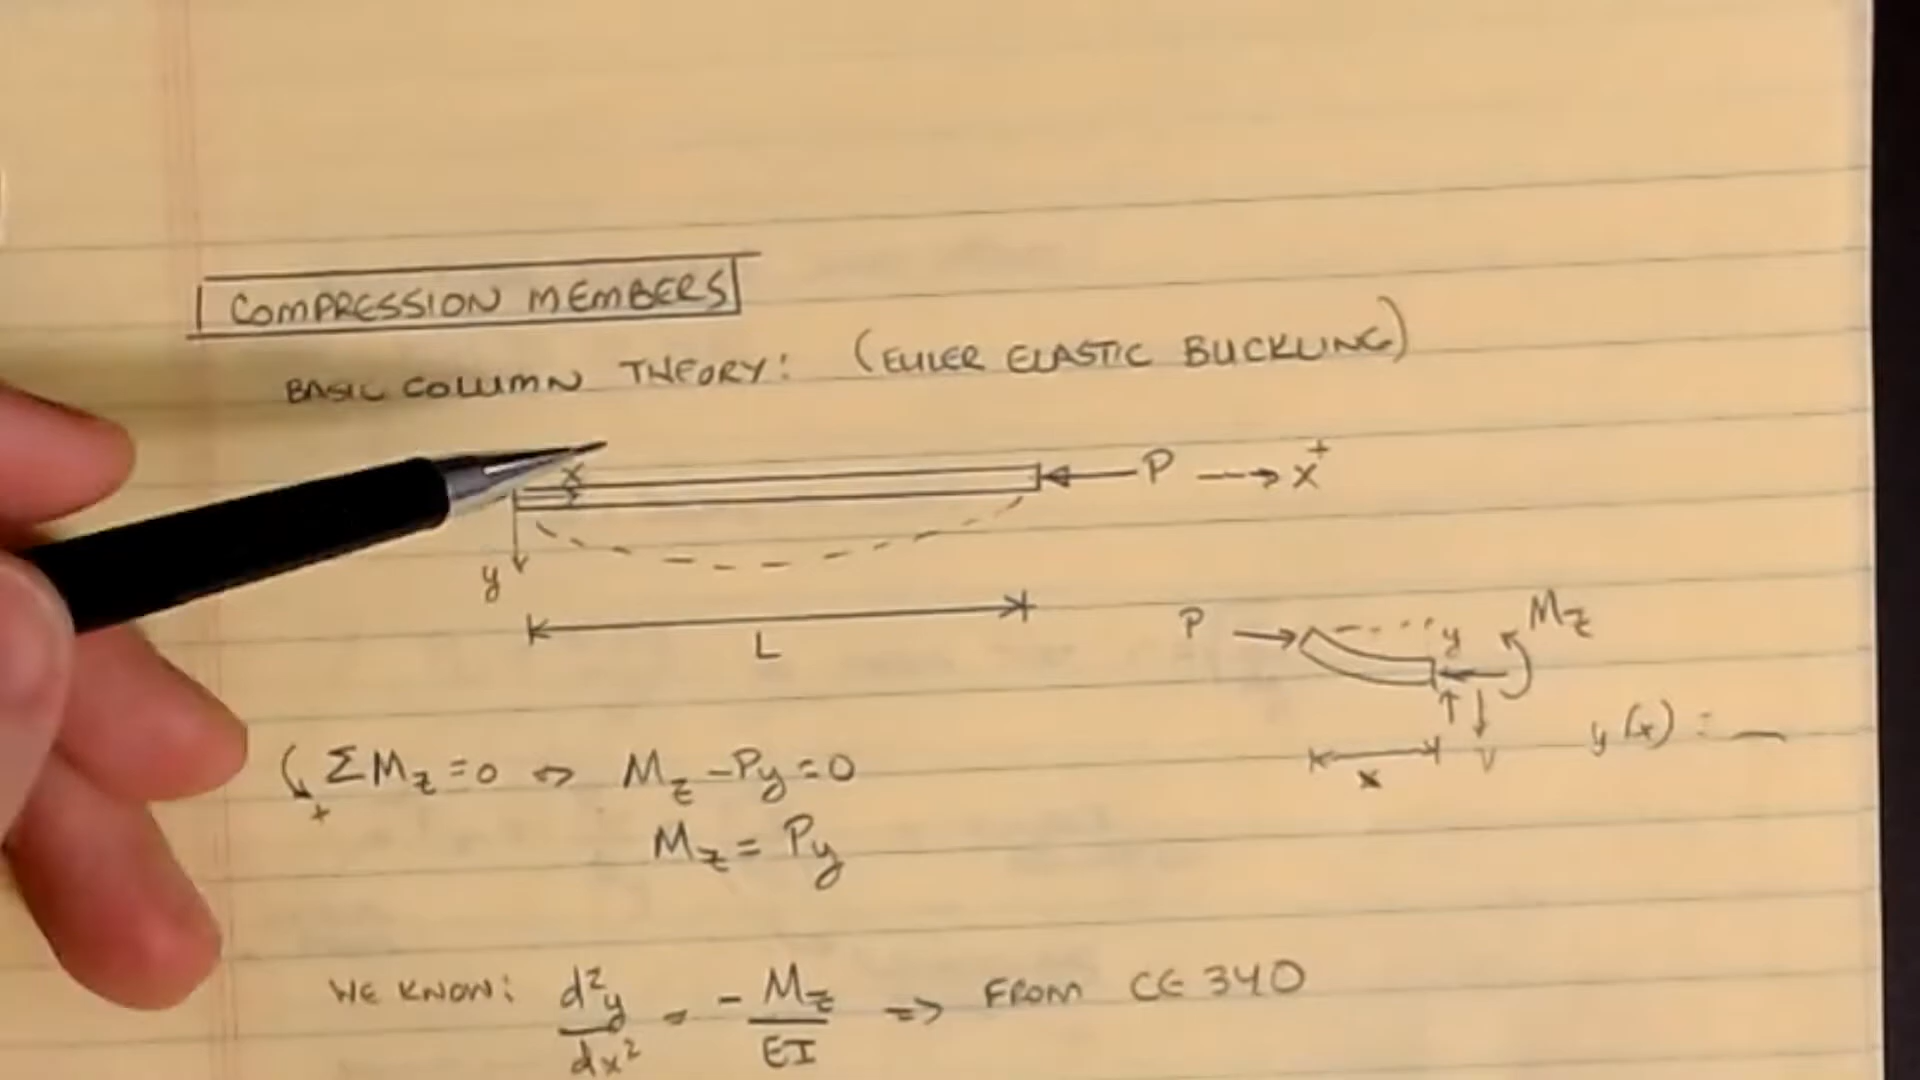 COMPRESSION MEMBERS
BASIC COLUMN THEORY: (EULER ELASTIC BUCKLING)
x
P → x⁺
y
L
P → y Mz
x V y(x) = _
+ ΣMz = 0 ⇔ Mz - Py = 0
Mz = Py
WE KNOW: d²y/dx² = - Mz/EI => FROM CE 340